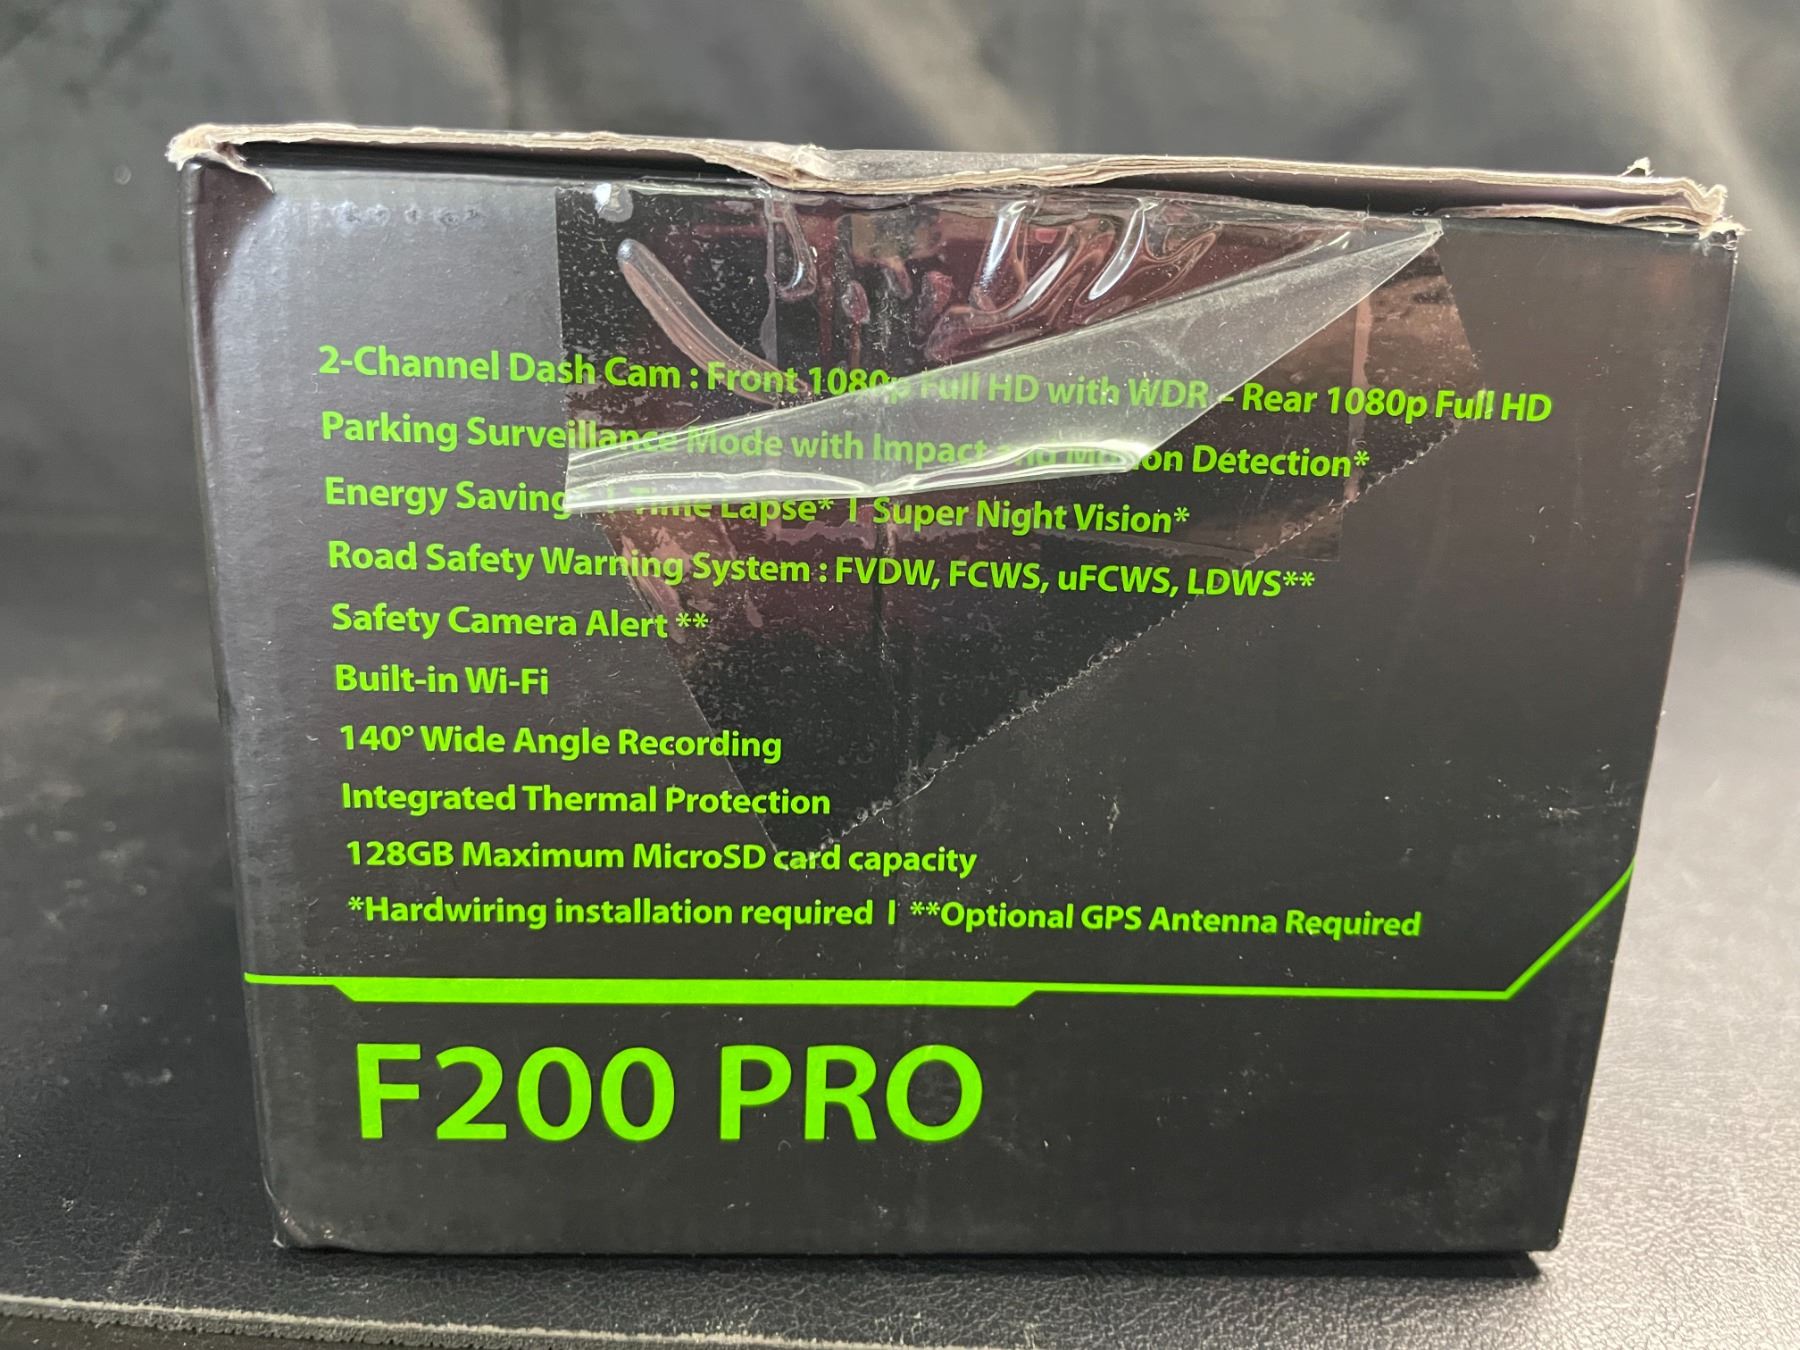 2-Channel Dash Cam : Front 1080p Full HD with WDR - Rear 1080p Full HD
Parking Surveillance Mode with Impact and Motion Detection*
Energy Saving* | Time Lapse* | Super Night Vision*
Road Safety Warning System : FVDW, FCWS, uFCWS, LDWS**
Safety Camera Alert **
Built-in Wi-Fi
140° Wide Angle Recording
Integrated Thermal Protection
128GB Maximum MicroSD card capacity
*Hardwiring installation required | **Optional GPS Antenna Required
F200 PRO